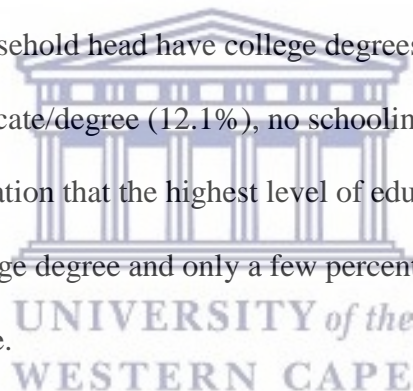 sehold head have college degrees
cate/degree (12.1%), no schoolin
ation that the highest level of edu
ge degree and only a few percent
UNIVERSITY of the
e.
WESTERN CAPE